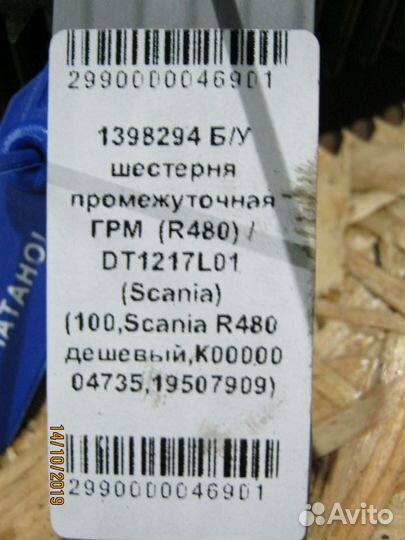 2990000046901
1398294 Б/У
шестерня
промежуточная
ГРМ (R480) /
DT1217L01
(Scania)
(100,Scania R480
дешевый,K00000
04735,19507909)
2990000046901
14/10/2019
Avito